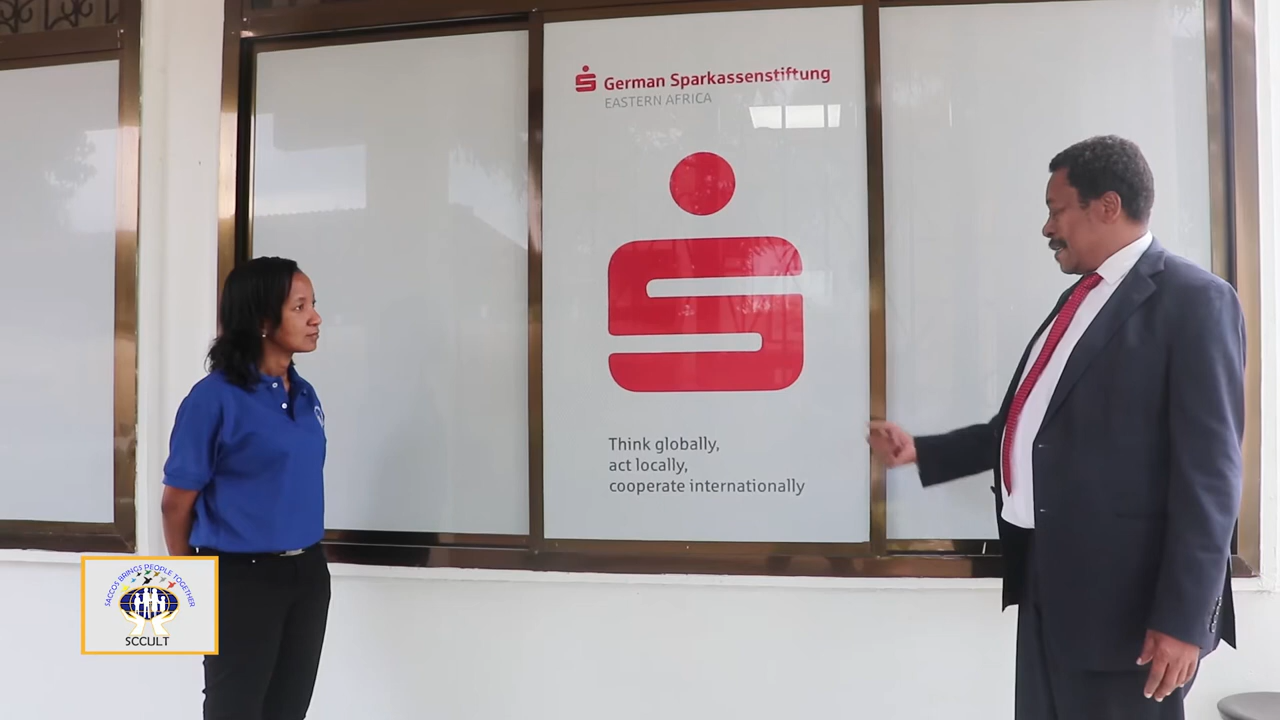 German Sparkassenstiftung
EASTERN AFRICA
Think globally,
act locally,
cooperate internationally
SACCOS BRINGS PEOPLE TOGETHER
SCCULT